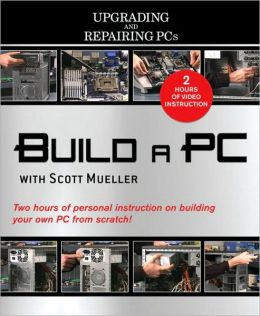 UPGRADING
AND
REPAIRING PCs
2
HOURS
OF VIDEO
INSTRUCTION
BUILD A PC
WITH SCOTT MUELLER
Two hours of personal instruction on building
your own PC from scratch!